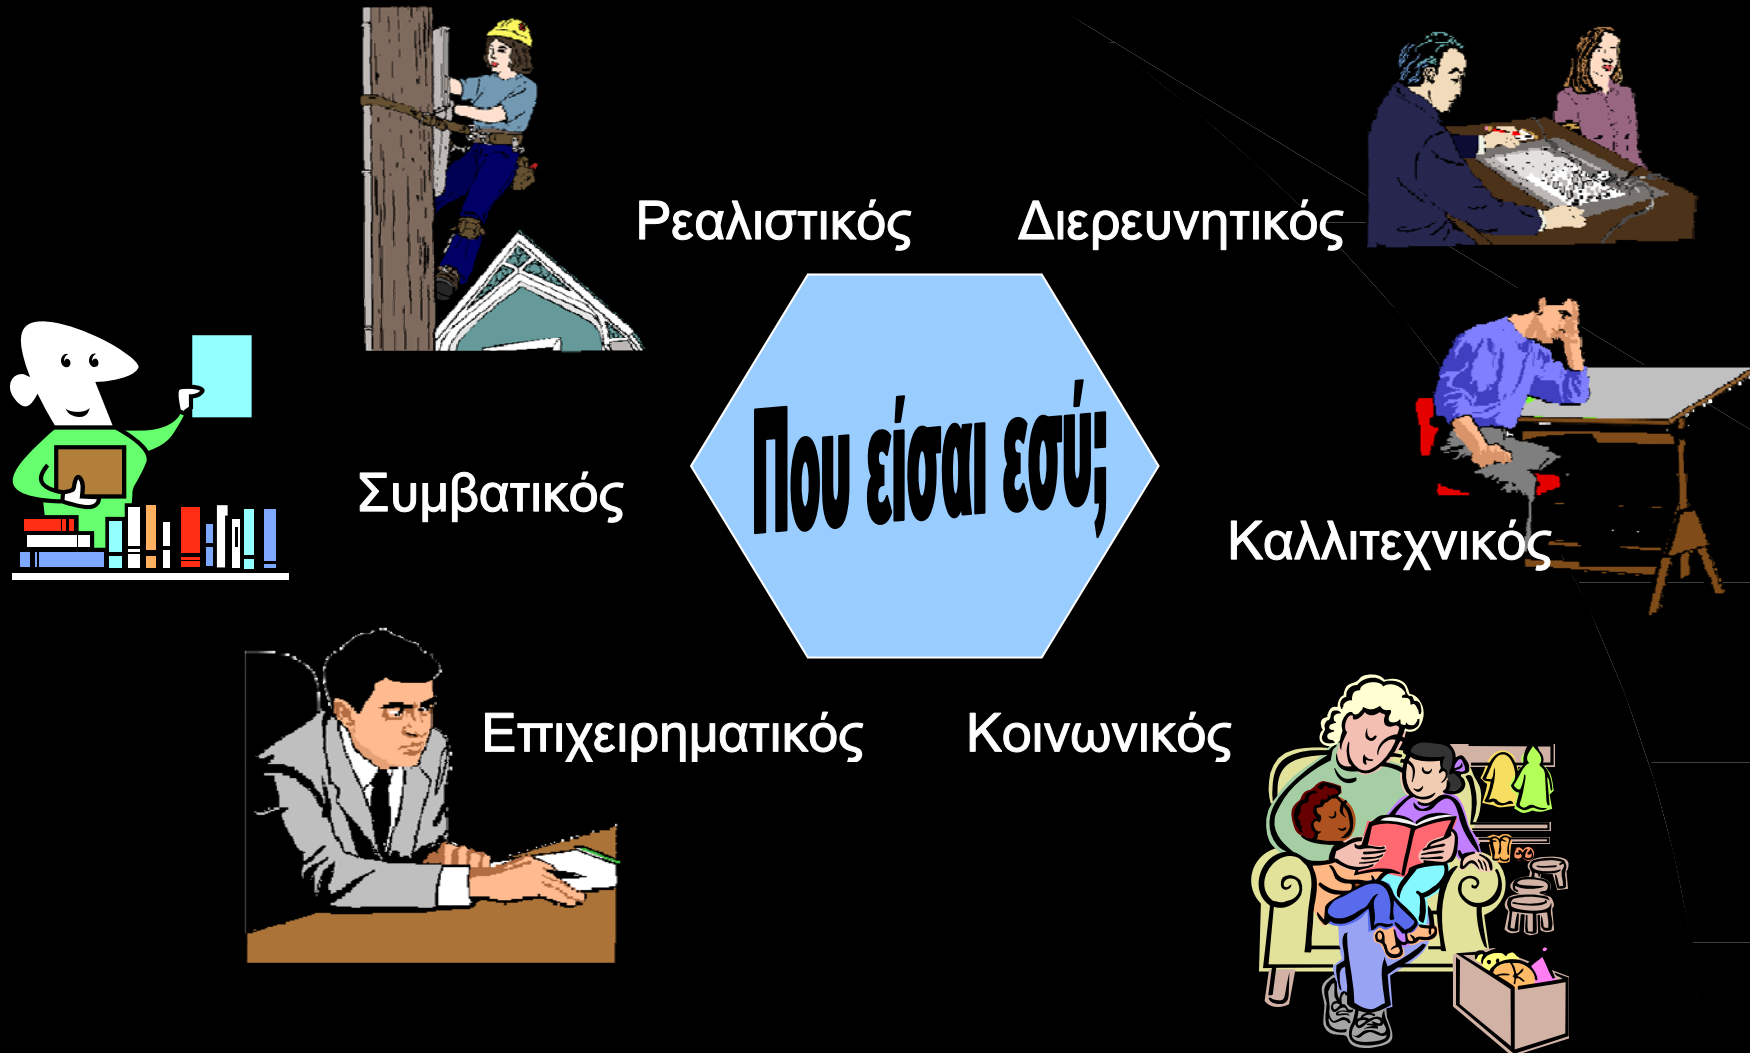 Ρεαλιστικός
Διερευνητικός
Που είσαι εσύ;
Συμβατικός
Καλλιτεχνικός
Επιχειρηματικός
Κοινωνικός